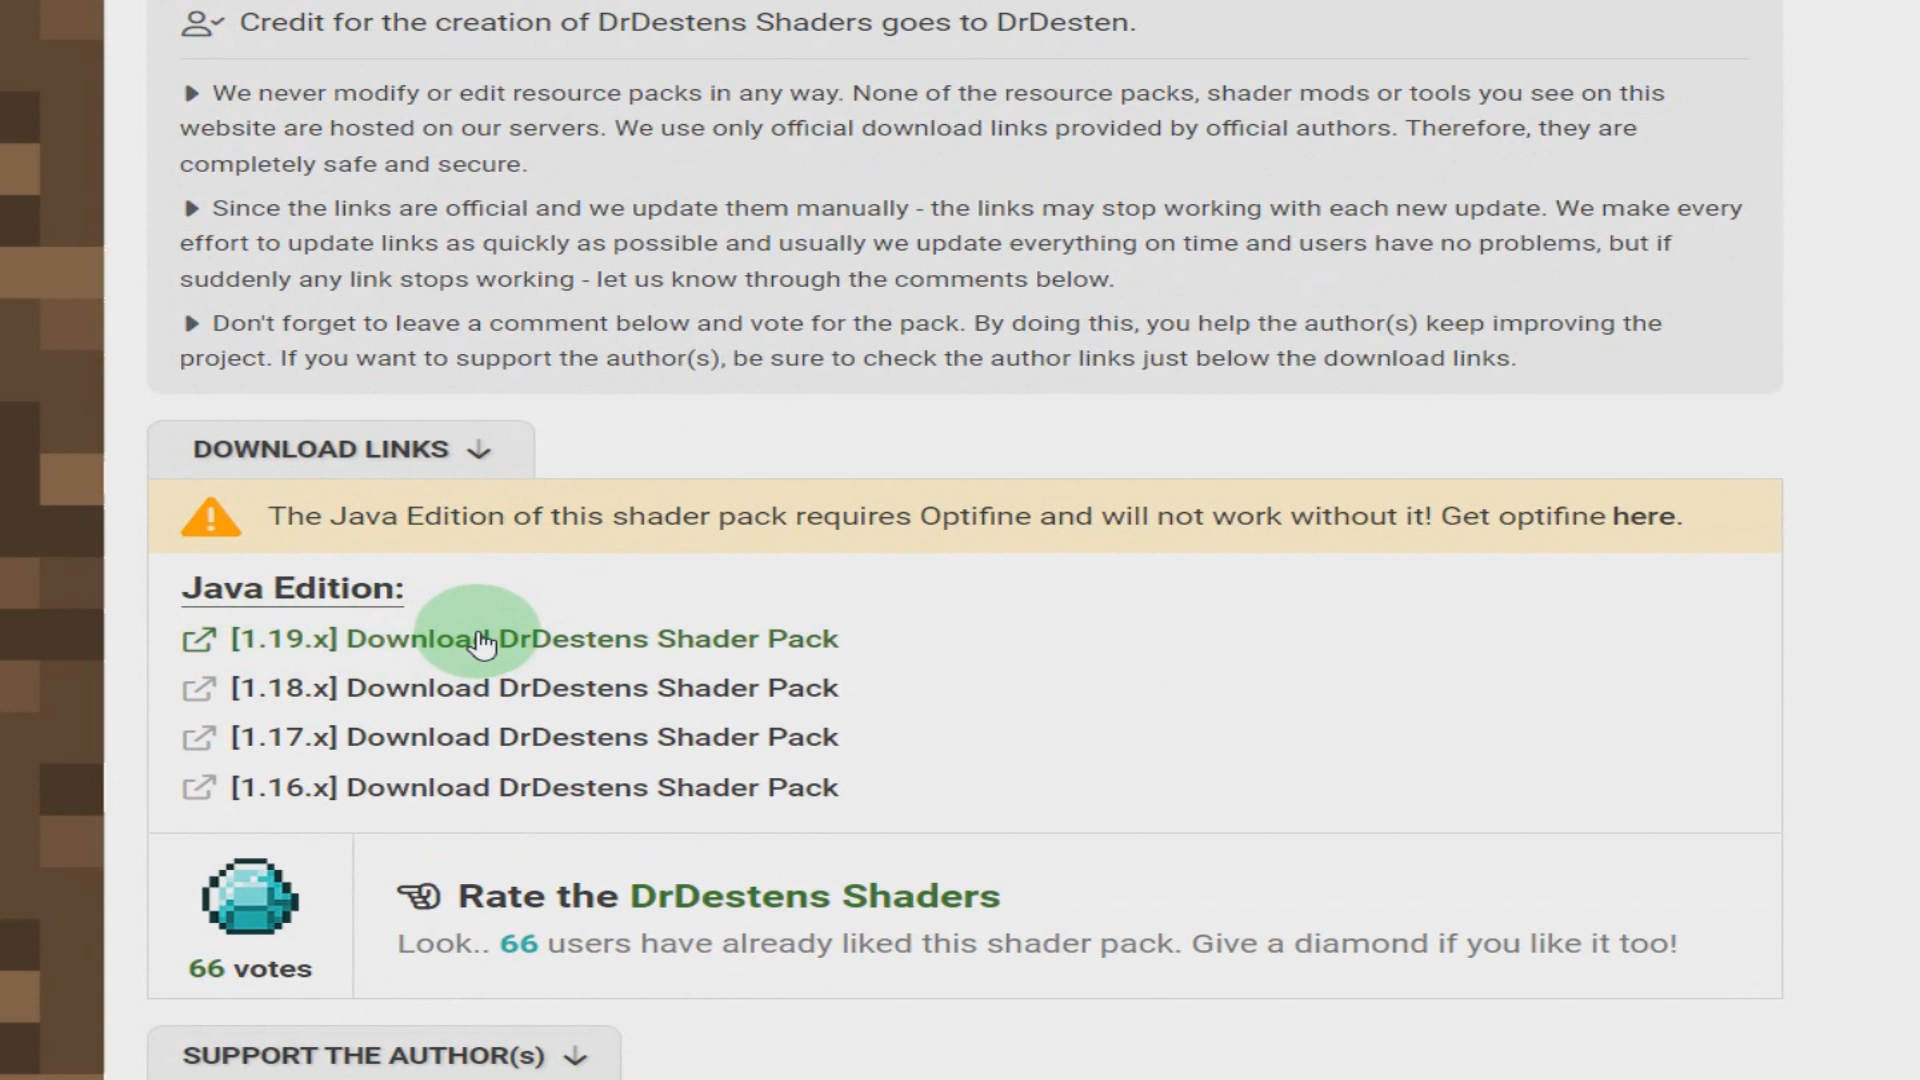 Credit for the creation of DrDestens Shaders goes to DrDesten.
We never modify or edit resource packs in any way. None of the resource packs, shader mods or tools you see on this
website are hosted on our servers. We use only official download links provided by official authors. Therefore, they are
completely safe and secure.
Since the links are official and we update them manually - the links may stop working with each new update. We make every
effort to update links as quickly as possible and usually we update everything on time and users have no problems, but if
suddenly any link stops working - let us know through the comments below.
Don't forget to leave a comment below and vote for the pack. By doing this, you help the author(s) keep improving the
project. If you want to support the author(s), be sure to check the author links just below the download links.
DOWNLOAD LINKS
The Java Edition of this shader pack requires Optifine and will not work without it! Get optifine here.
Java Edition:
[1.19.x] Download DrDestens Shader Pack
[1.18.x] Download DrDestens Shader Pack
[1.17.x] Download DrDestens Shader Pack
[1.16.x] Download DrDestens Shader Pack
66 votes
Rate the DrDestens Shaders
Look.. 66 users have already liked this shader pack. Give a diamond if you like it too!
SUPPORT THE AUTHOR(s)